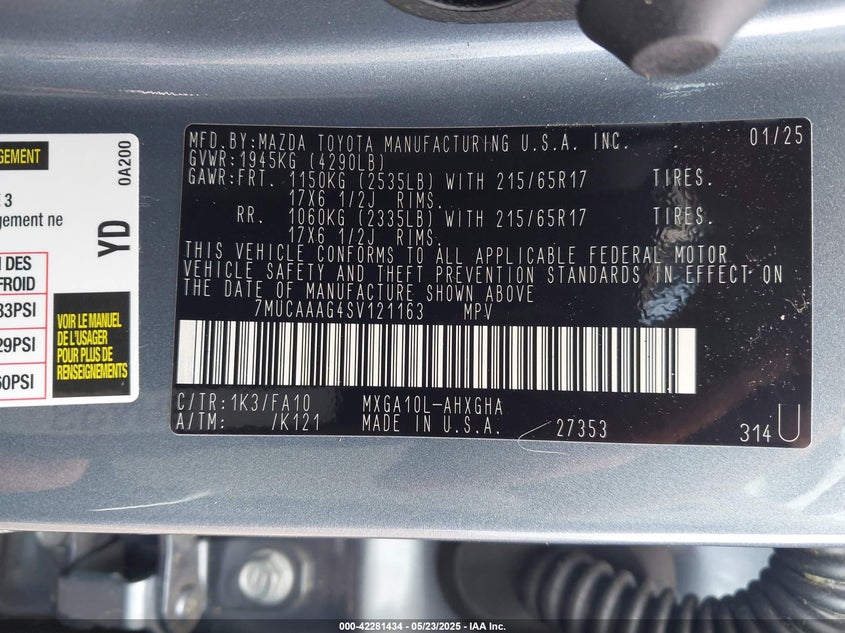 GEMENT
E 3
gement ne
N DES
FROID
33PSI
29PSI
60PSI
0A200
YD
VOIR LE MANUEL
DE L'USAGER
POUR PLUS DE
RENSEIGNEMENTS
MFD.BY:MAZDA TOYOTA MANUFACTURING U.S.A. INC. 01/25
GVWR:1945KG (4290LB)
GAWR:FRT. 1150KG (2535LB) WITH 215/65R17 TIRES.
17X6 1/2J RIMS.
RR. 1060KG (2335LB) WITH 215/65R17 TIRES.
17X6 1/2J RIMS.
THIS VEHICLE CONFORMS TO ALL APPLICABLE FEDERAL MOTOR
VEHICLE SAFETY AND THEFT PREVENTION STANDARDS IN EFFECT ON
THE DATE OF MANUFACTURE SHOWN ABOVE
7MUCAAAG4SV121163 MPV
C/TR:1K3/FA10 MXGA10L-AHXGHA
A/TM: /K121 MADE IN U.S.A. 27353 314U
000-42281434 - 05/23/2025 - IAA Inc.